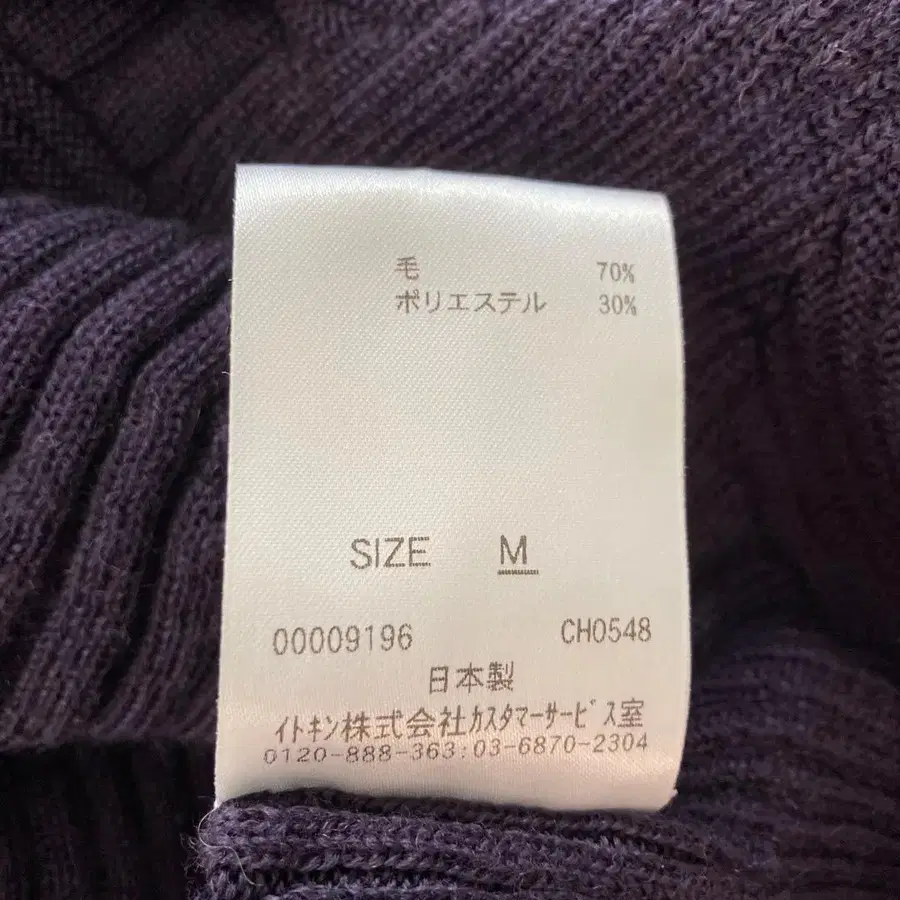 毛 70%
ポリエステル 30%
SIZE M
00009196 CH0548
日本製
イトキン株式会社ｶｽﾀﾏｰｻｰﾋﾞｽ室
0120-888-363:03-6870-2304